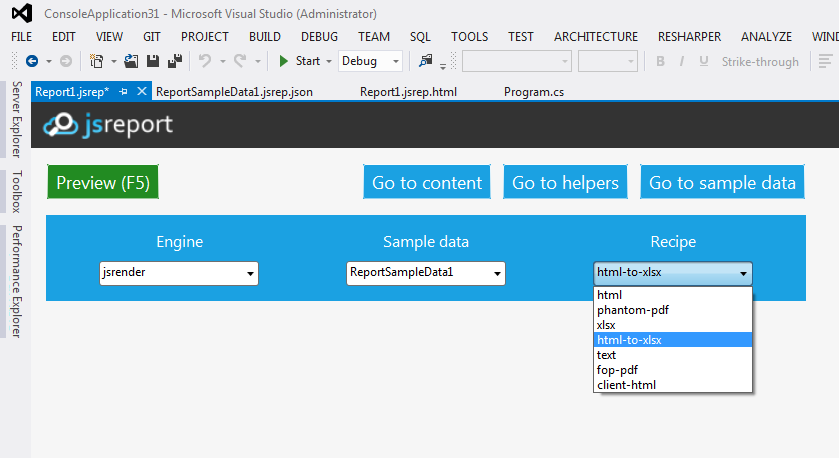 ConsoleApplication31 - Microsoft Visual Studio (Administrator)
FILE EDIT VIEW GIT PROJECT BUILD DEBUG TEAM SQL TOOLS TEST ARCHITECTURE RESHARPER ANALYZE WIND
Start Debug B I U Strike-through
Report1.jsrep* ReportSampleData1.jsrep.json Report1.jsrep.html Program.cs
Server Explorer
Toolbox
Performance Explorer
jsreport
Preview (F5) Go to content Go to helpers Go to sample data
Engine Sample data Recipe
jsrender ReportSampleData1 html-to-xlsx
html
phantom-pdf
xlsx
html-to-xlsx
text
fop-pdf
client-html